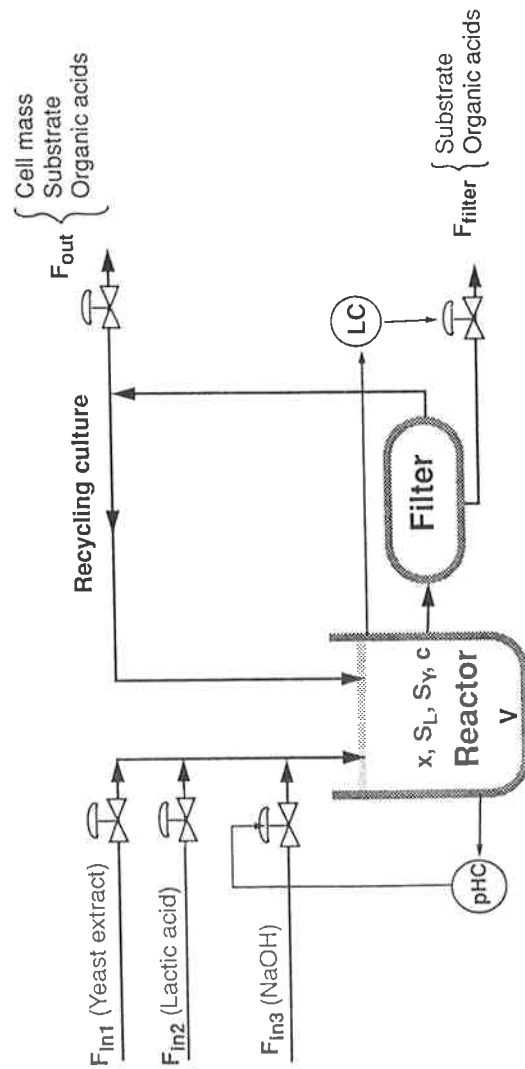 F_In1 (Yeast extract)
F_In2 (Lactic acid)
F_In3 (NaOH)
pHC
Recycling culture
x, S_L, S_Y, c
Reactor
V
Filter
LC
F_out
Cell mass
Substrate
Organic acids
F_filter
Substrate
Organic acids